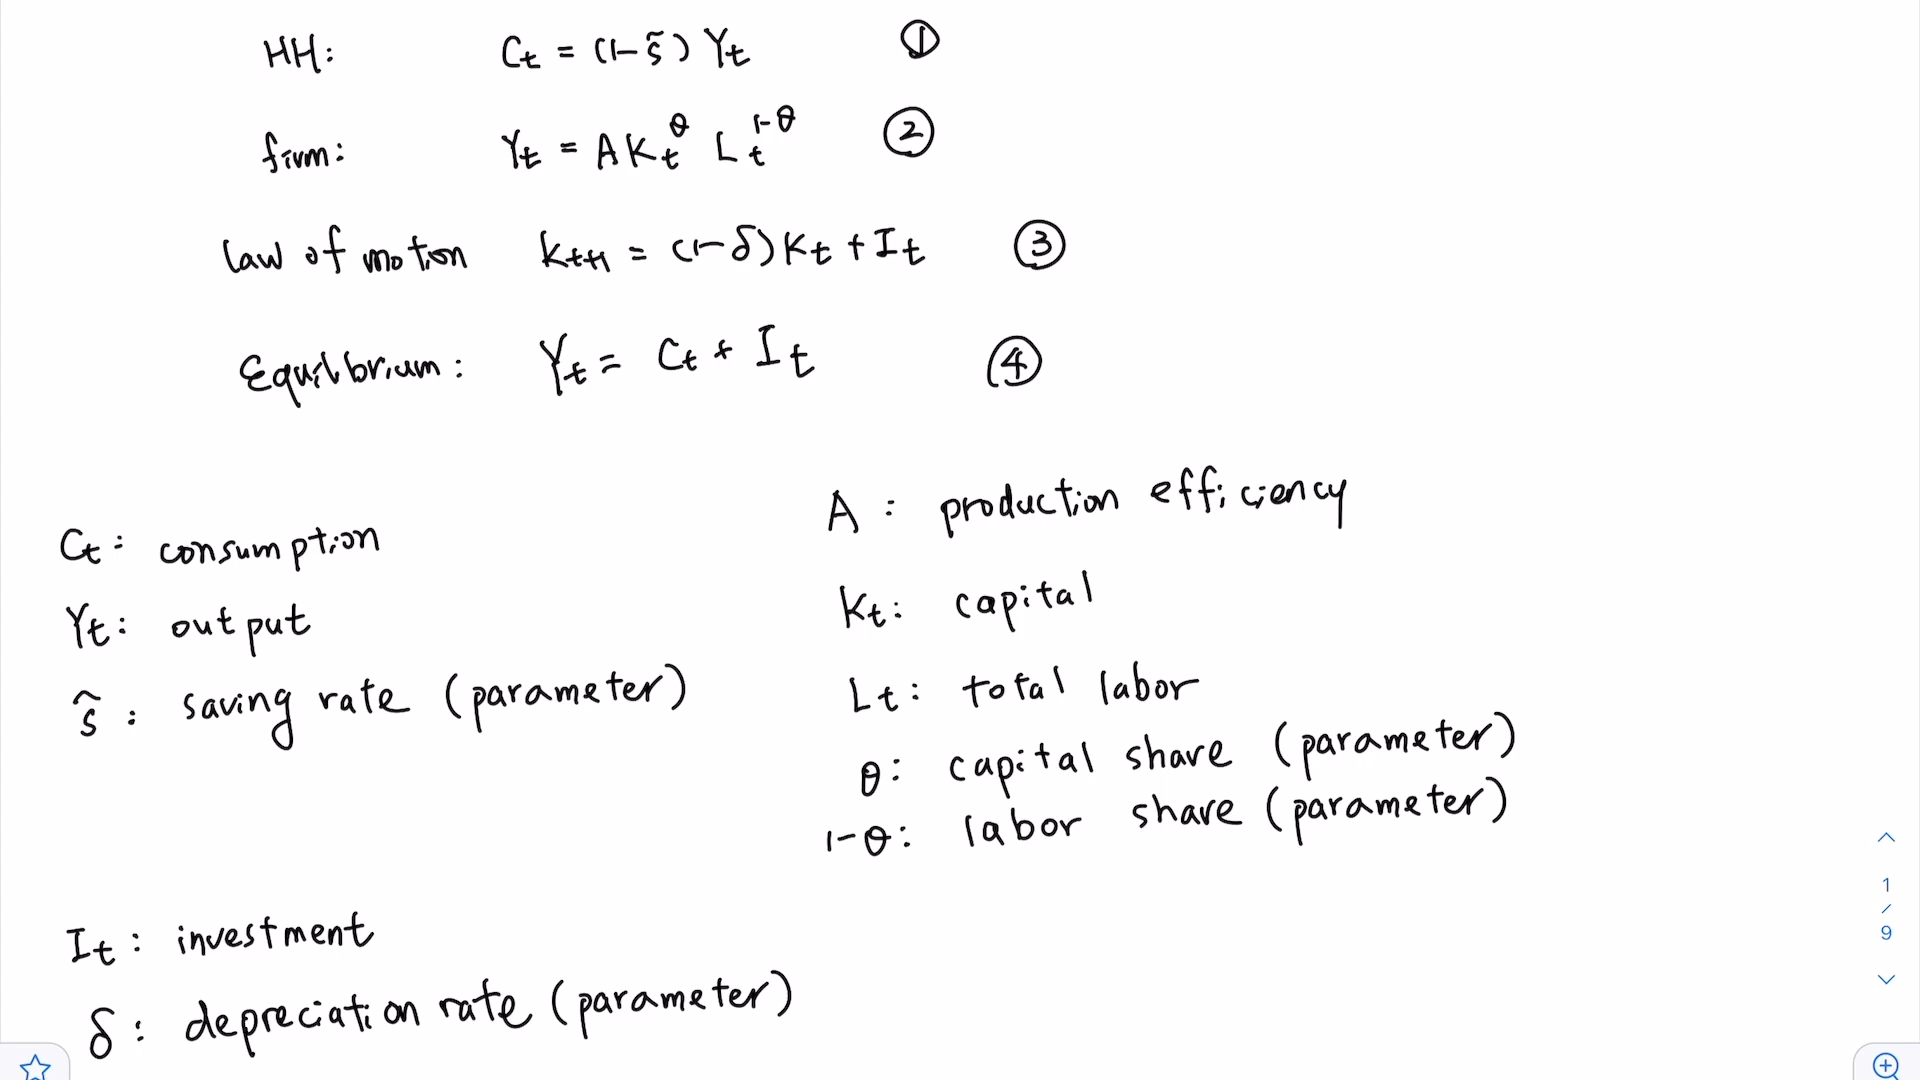 HH: Ct = (1-s̃) Yt ①
firm: Yt = A Kt^θ Lt^1-θ ②
law of motion Kt+1 = (1-δ)Kt + It ③
Equilibrium: Yt = Ct + It ④
Ct: consumption
Yt: output
s̃: saving rate (parameter)
A: production efficiency
Kt: capital
Lt: total labor
θ: capital share (parameter)
1-θ: labor share (parameter)
It: investment
δ: depreciation rate (parameter)
1
/
9